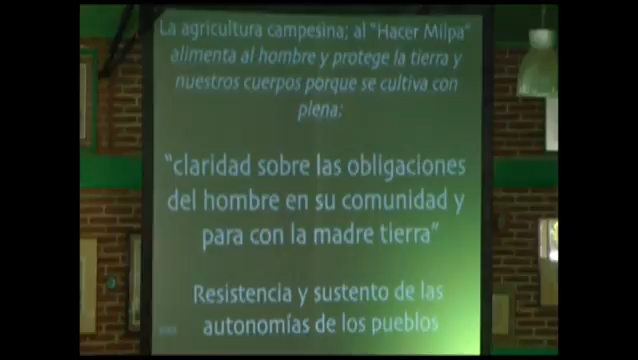 La agricultura campesina; al "Hacer Milpa"
alimenta al hombre y protege la tierra y
nuestros cuerpos porque se cultiva con
plena:
"claridad sobre las obligaciones
del hombre en su comunidad y
para con la madre tierra"
Resistencia y sustento de las
autonomías de los pueblos